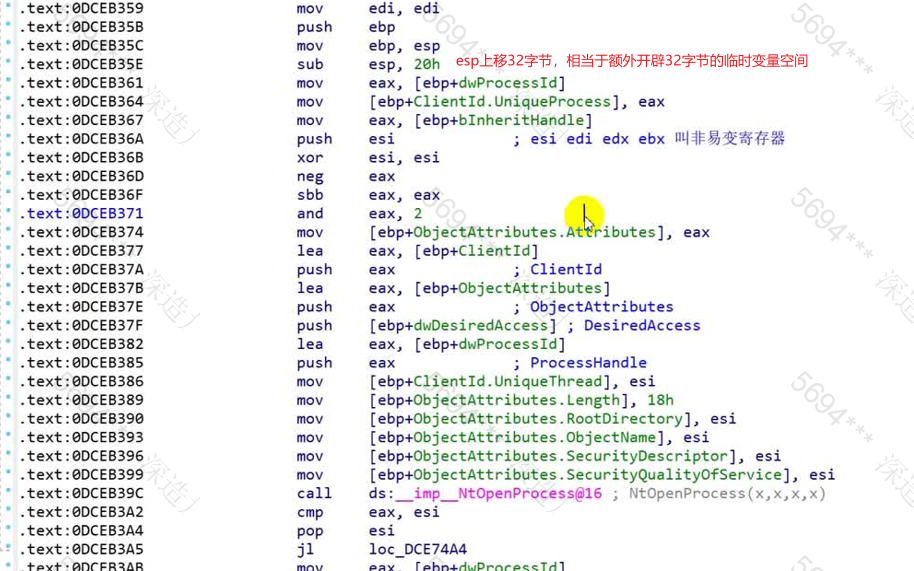 .text:0DCEB359 mov edi, edi
.text:0DCEB35B push ebp
.text:0DCEB35C mov ebp, esp
.text:0DCEB35E sub esp, 20h esp上移32字节，相当于额外开辟32字节的临时变量空间
.text:0DCEB361 mov eax, [ebp+dwProcessId]
.text:0DCEB364 mov [ebp+ClientId.UniqueProcess], eax
.text:0DCEB367 mov eax, [ebp+bInheritHandle]
.text:0DCEB36A push esi ; esi edi edx ebx 叫非易变寄存器
.text:0DCEB36B xor esi, esi
.text:0DCEB36D neg eax
.text:0DCEB36F sbb eax, eax
.text:0DCEB371 and eax, 2
.text:0DCEB374 mov [ebp+ObjectAttributes.Attributes], eax
.text:0DCEB377 lea eax, [ebp+ClientId]
.text:0DCEB37A push eax ; ClientId
.text:0DCEB37B lea eax, [ebp+ObjectAttributes]
.text:0DCEB37E push eax ; ObjectAttributes
.text:0DCEB37F push [ebp+dwDesiredAccess] ; DesiredAccess
.text:0DCEB382 lea eax, [ebp+dwProcessId]
.text:0DCEB385 push eax ; ProcessHandle
.text:0DCEB386 mov [ebp+ClientId.UniqueThread], esi
.text:0DCEB389 mov [ebp+ObjectAttributes.Length], 18h
.text:0DCEB390 mov [ebp+ObjectAttributes.RootDirectory], esi
.text:0DCEB393 mov [ebp+ObjectAttributes.ObjectName], esi
.text:0DCEB396 mov [ebp+ObjectAttributes.SecurityDescriptor], esi
.text:0DCEB399 mov [ebp+ObjectAttributes.SecurityQualityOfService], esi
.text:0DCEB39C call ds:__imp__NtOpenProcess@16 ; NtOpenProcess(x,x,x,x)
.text:0DCEB3A2 cmp eax, esi
.text:0DCEB3A4 pop esi
.text:0DCEB3A5 jl loc_DCE74A4
.text:0DCEB3AB mov eax, [ebp+dwProcessId]